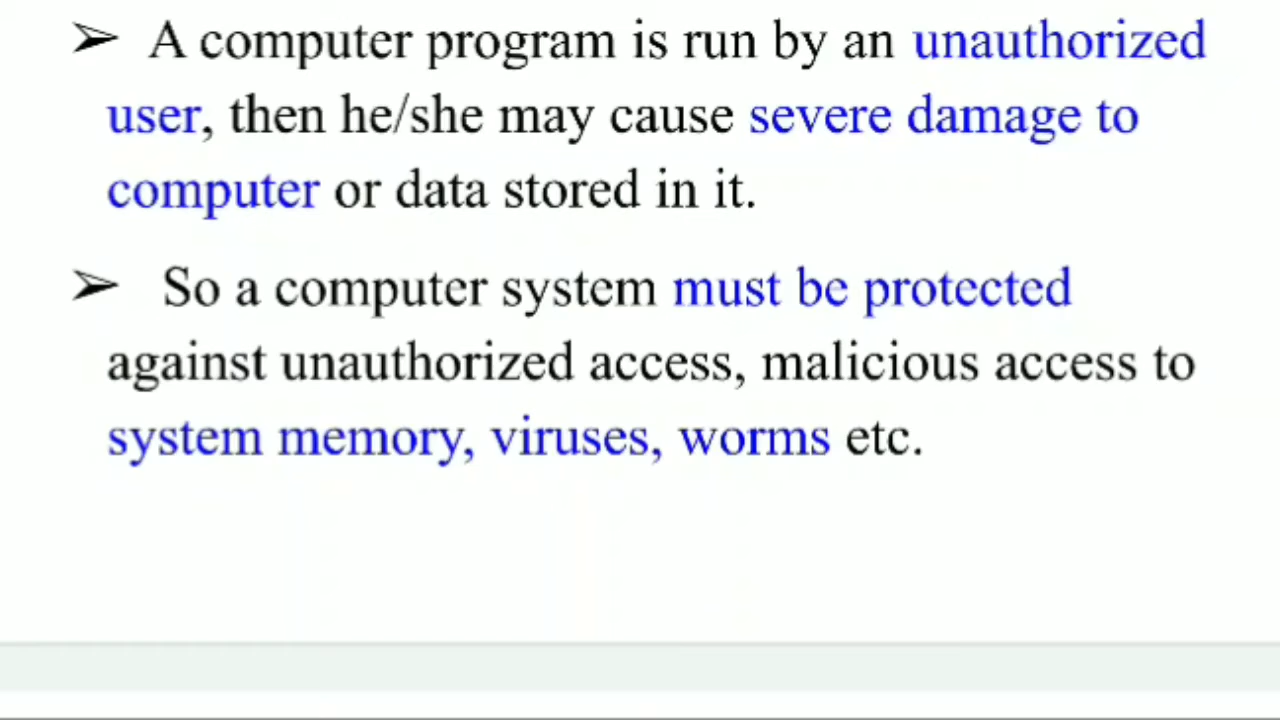 ➢ A computer program is run by an unauthorized
user, then he/she may cause severe damage to
computer or data stored in it.
➢ So a computer system must be protected
against unauthorized access, malicious access to
system memory, viruses, worms etc.